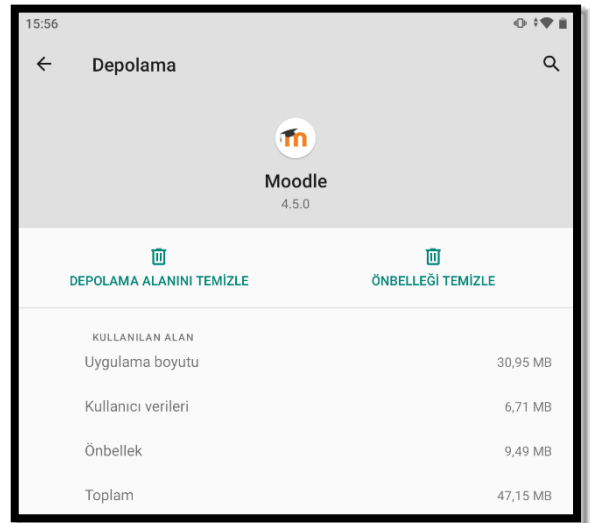 15:56
Depolama
m
Moodle
4.5.0
DEPOLAMA ALANINI TEMİZLE
ÖNBELLEĞİ TEMİZLE
KULLANILAN ALAN
Uygulama boyutu 30,95 MB
Kullanıcı verileri 6,71 MB
Önbellek 9,49 MB
Toplam 47,15 MB